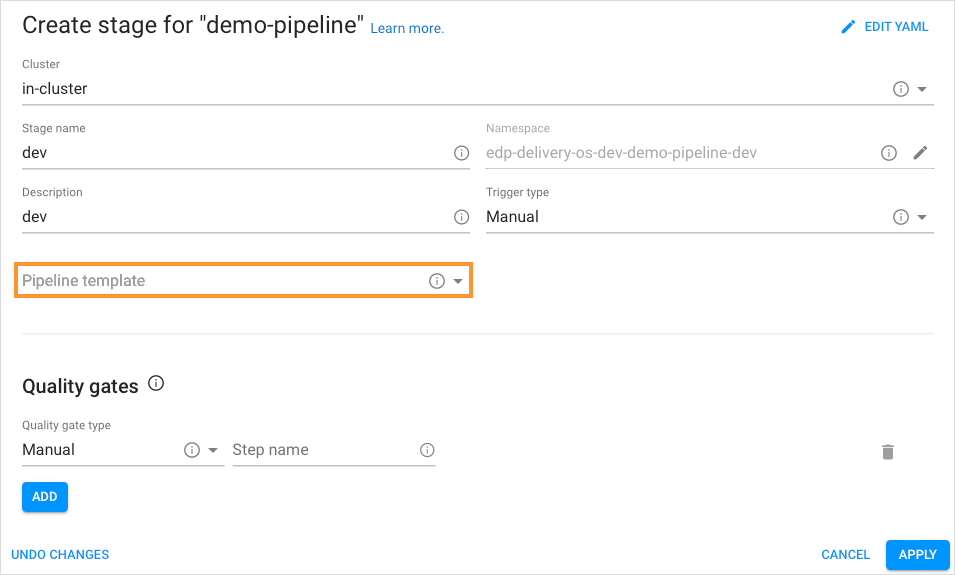 Create stage for "demo-pipeline" Learn more.
EDIT YAML
Cluster
in-cluster
Stage name
dev
Namespace
edp-delivery-os-dev-demo-pipeline-dev
Description
dev
Trigger type
Manual
Pipeline template
Quality gates
Quality gate type
Manual
Step name
ADD
UNDO CHANGES
CANCEL
APPLY